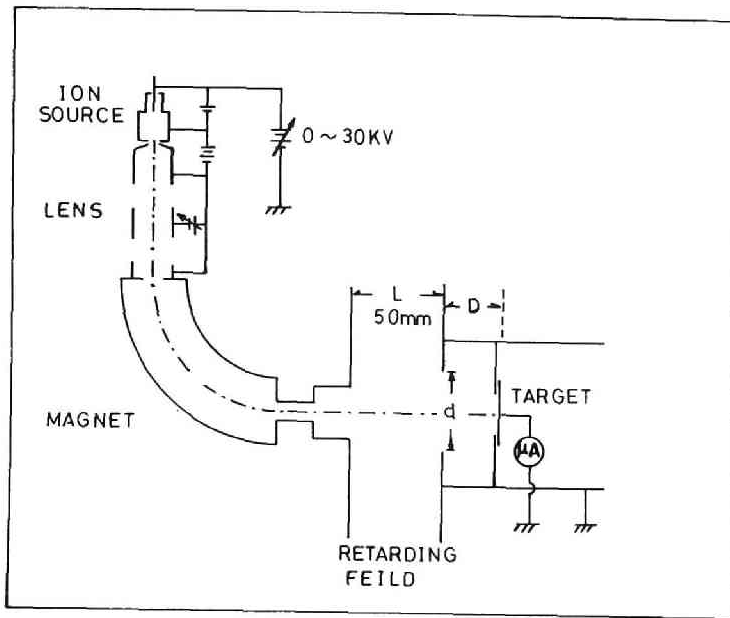 ION
SOURCE
0 ~ 30KV
LENS
L
50mm
D
d
TARGET
MAGNET
μA
RETARDING
FEILD